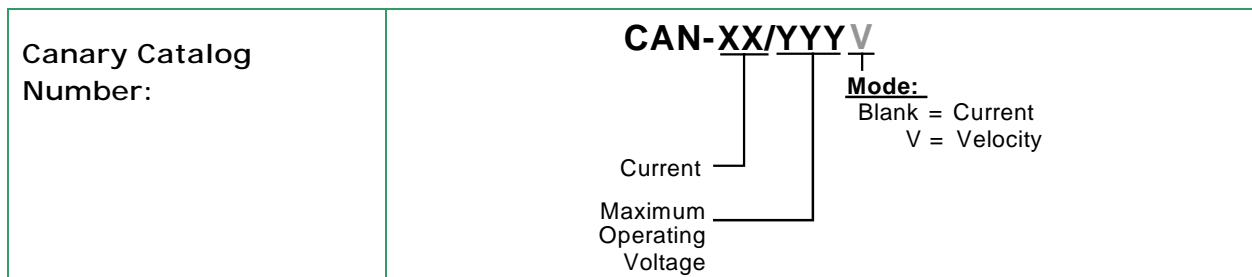 Canary Catalog
Number:
CAN-XX/YYYV
Mode:
Blank = Current
V = Velocity
Current
Maximum
Operating
Voltage